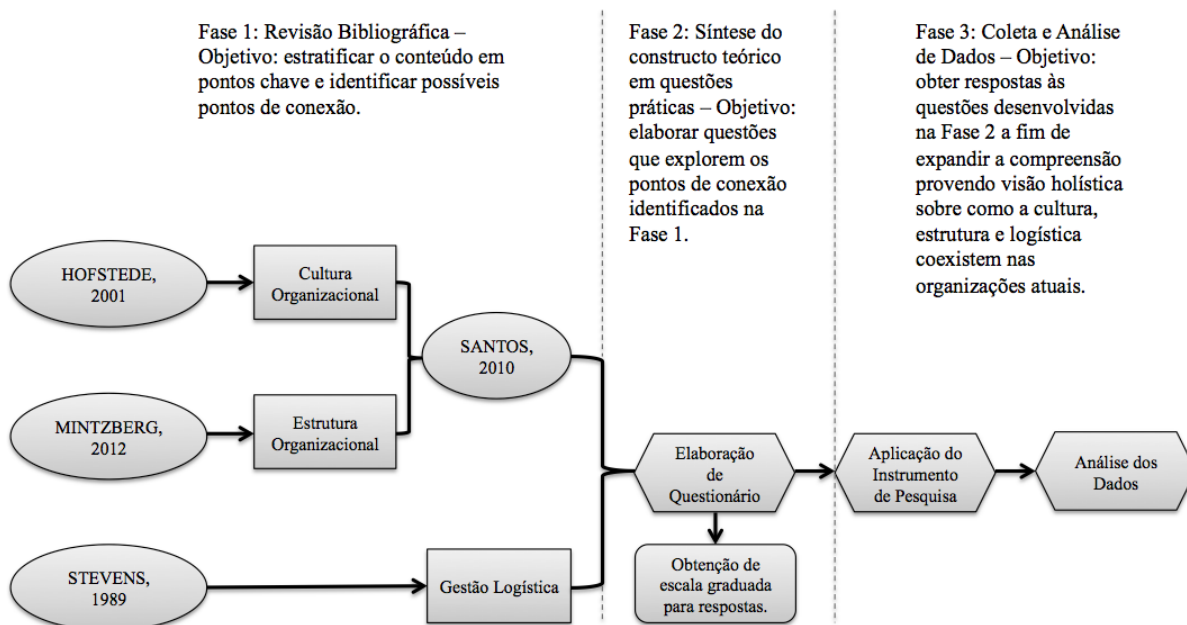 Fase 1: Revisão Bibliográfica –
Objetivo: estratificar o conteúdo em
pontos chave e identificar possíveis
pontos de conexão.
Fase 2: Síntese do
constructo teórico
em questões
práticas – Objetivo:
elaborar questões
que explorem os
pontos de conexão
identificados na
Fase 1.
Fase 3: Coleta e Análise
de Dados – Objetivo:
obter respostas às
questões desenvolvidas
na Fase 2 a fim de
expandir a compreensão
provendo visão holística
sobre como a cultura,
estrutura e logística
coexistem nas
organizações atuais.
HOFSTEDE,
2001
Cultura
Organizacional
SANTOS,
2010
MINTZBERG,
2012
Estrutura
Organizacional
STEVENS,
1989
Gestão Logística
Elaboração
de
Questionário
Obtenção de
escala graduada
para respostas.
Aplicação do
Instrumento
de Pesquisa
Análise dos
Dados